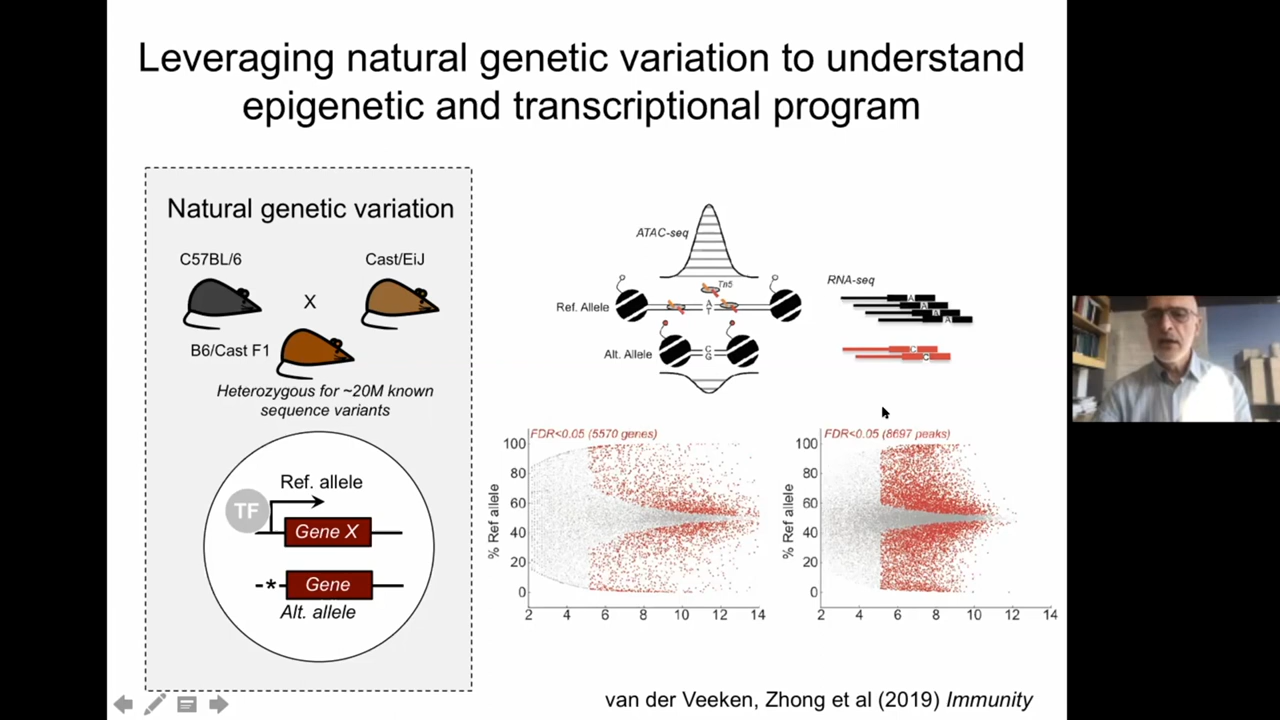 Leveraging natural genetic variation to understand
epigenetic and transcriptional program
Natural genetic variation
C57BL/6
Cast/EiJ
X
B6/Cast F1
Heterozygous for ~20M known
sequence variants
Ref. allele
TF
Gene X
-*-
Gene
Alt. allele
ATAC-seq
Tn5
Ref. Allele
A
T
Alt. Allele
C
G
RNA-seq
A
A
A
A
C
C
FDR<0.05 (5570 genes)
% Ref allele
100
80
60
40
20
0
2 4 6 8 10 12 14
FDR<0.05 (8697 peaks)
% Ref allele
100
80
60
40
20
0
2 4 6 8 10 12 14
van der Veeken, Zhong et al (2019) Immunity